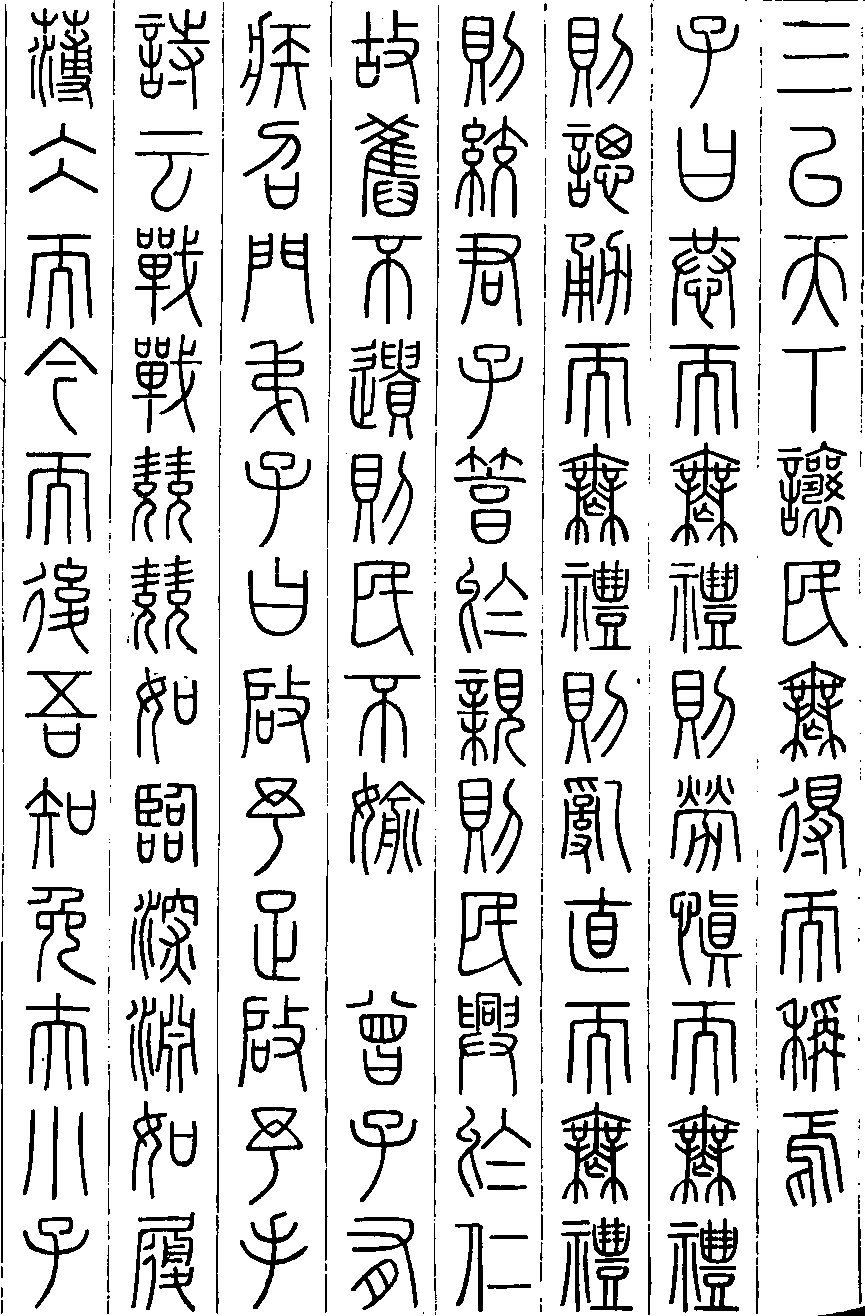 三以天下讓民無得而稱焉
子曰恭而無禮則勞慎而無禮
則諰勇而無禮則亂直而無禮
則絞君子篤於親則民興於仁
故舊不遺則民不媮　曾子有
疾召門弟子曰啟予足啟予手
詩云戰戰兢兢如臨深淵如履
薄冰而今而後吾知免夫小子